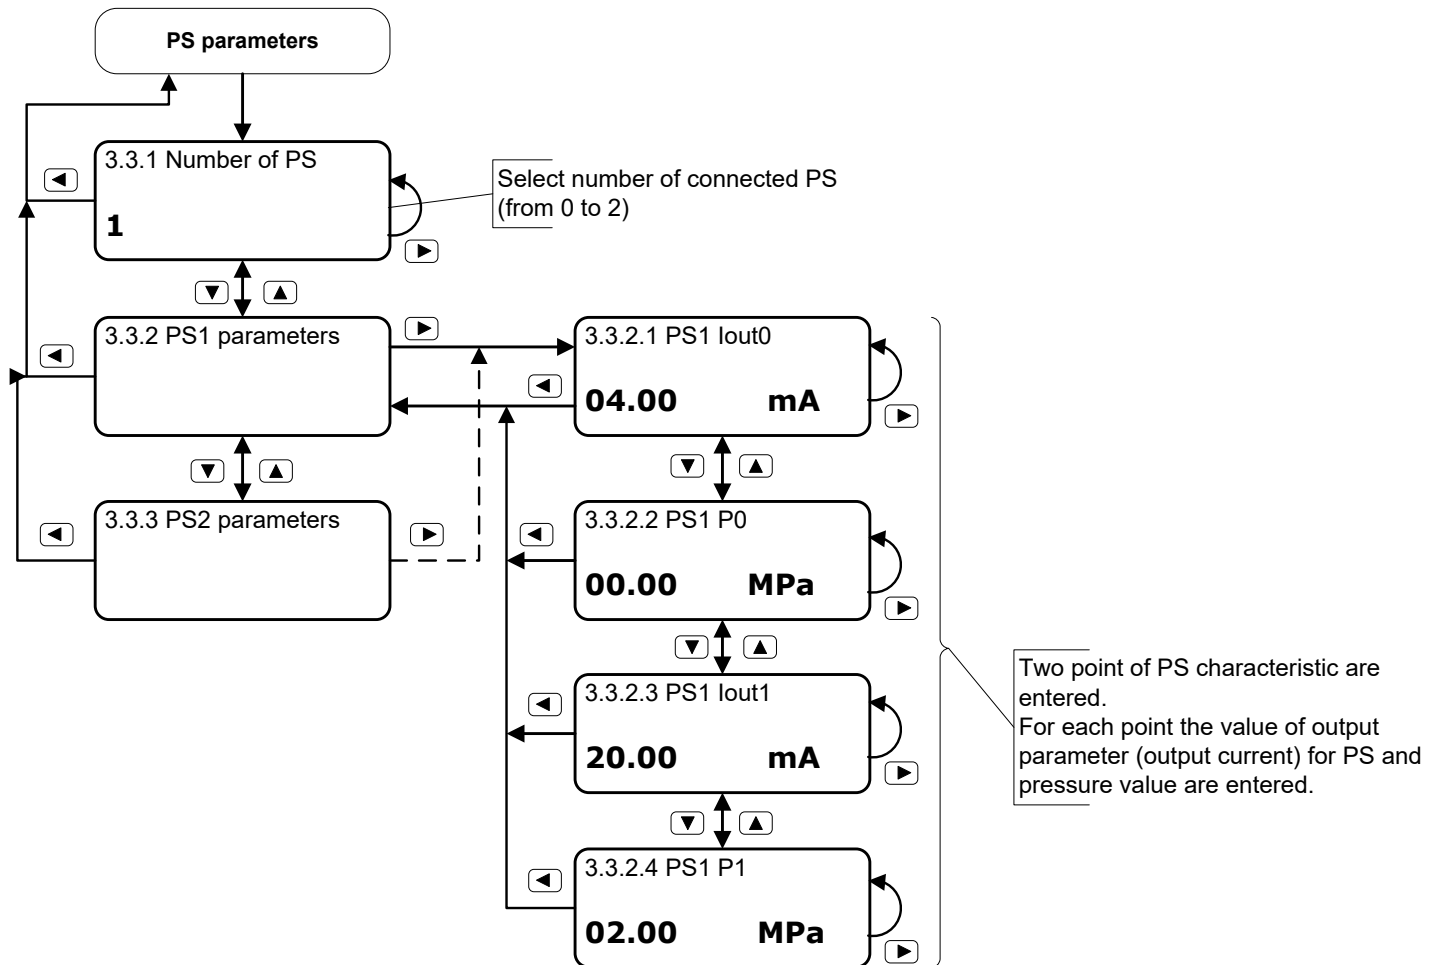 PS parameters
3.3.1 Number of PS
1
Select number of connected PS
(from 0 to 2)
3.3.2 PS1 parameters
3.3.3 PS2 parameters
3.3.2.1 PS1 Iout0
04.00 mA
3.3.2.2 PS1 P0
00.00 MPa
3.3.2.3 PS1 Iout1
20.00 mA
3.3.2.4 PS1 P1
02.00 MPa
Two point of PS characteristic are
entered.
For each point the value of output
parameter (output current) for PS and
pressure value are entered.